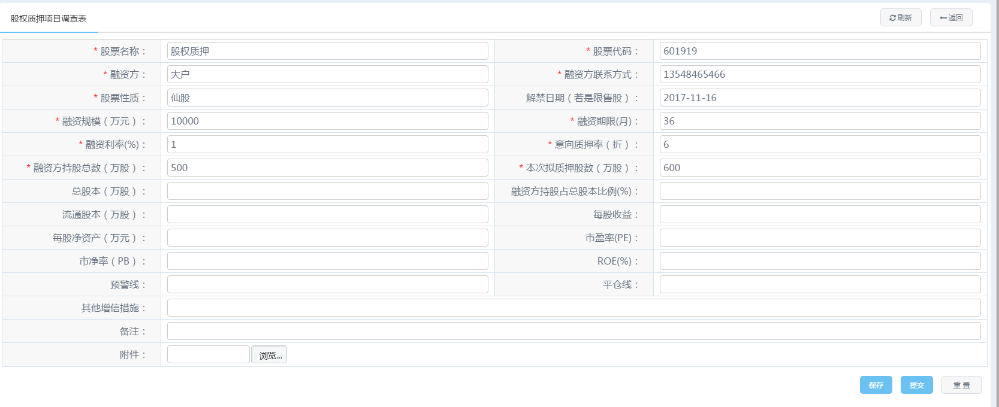 股权质押项目调查表
刷新 返回
* 股票名称： 股权质押 * 股票代码： 601919
* 融资方： 大户 * 融资方联系方式： 13548465466
* 股票性质： 仙股 解禁日期（若是限售股）： 2017-11-16
* 融资规模（万元）： 10000 * 融资期限(月)： 36
* 融资利率(%)： 1 * 意向质押率（折）： 6
* 融资方持股总数（万股）： 500 * 本次拟质押股数（万股）： 600
总股本（万股）： 融资方持股占总股本比例(%)：
流通股本（万股）： 每股收益：
每股净资产（万元）： 市盈率(PE)：
市净率（PB）： ROE(%)：
预警线： 平仓线：
其他增信措施：
备注：
附件： 浏览...
保存 提交 重 置